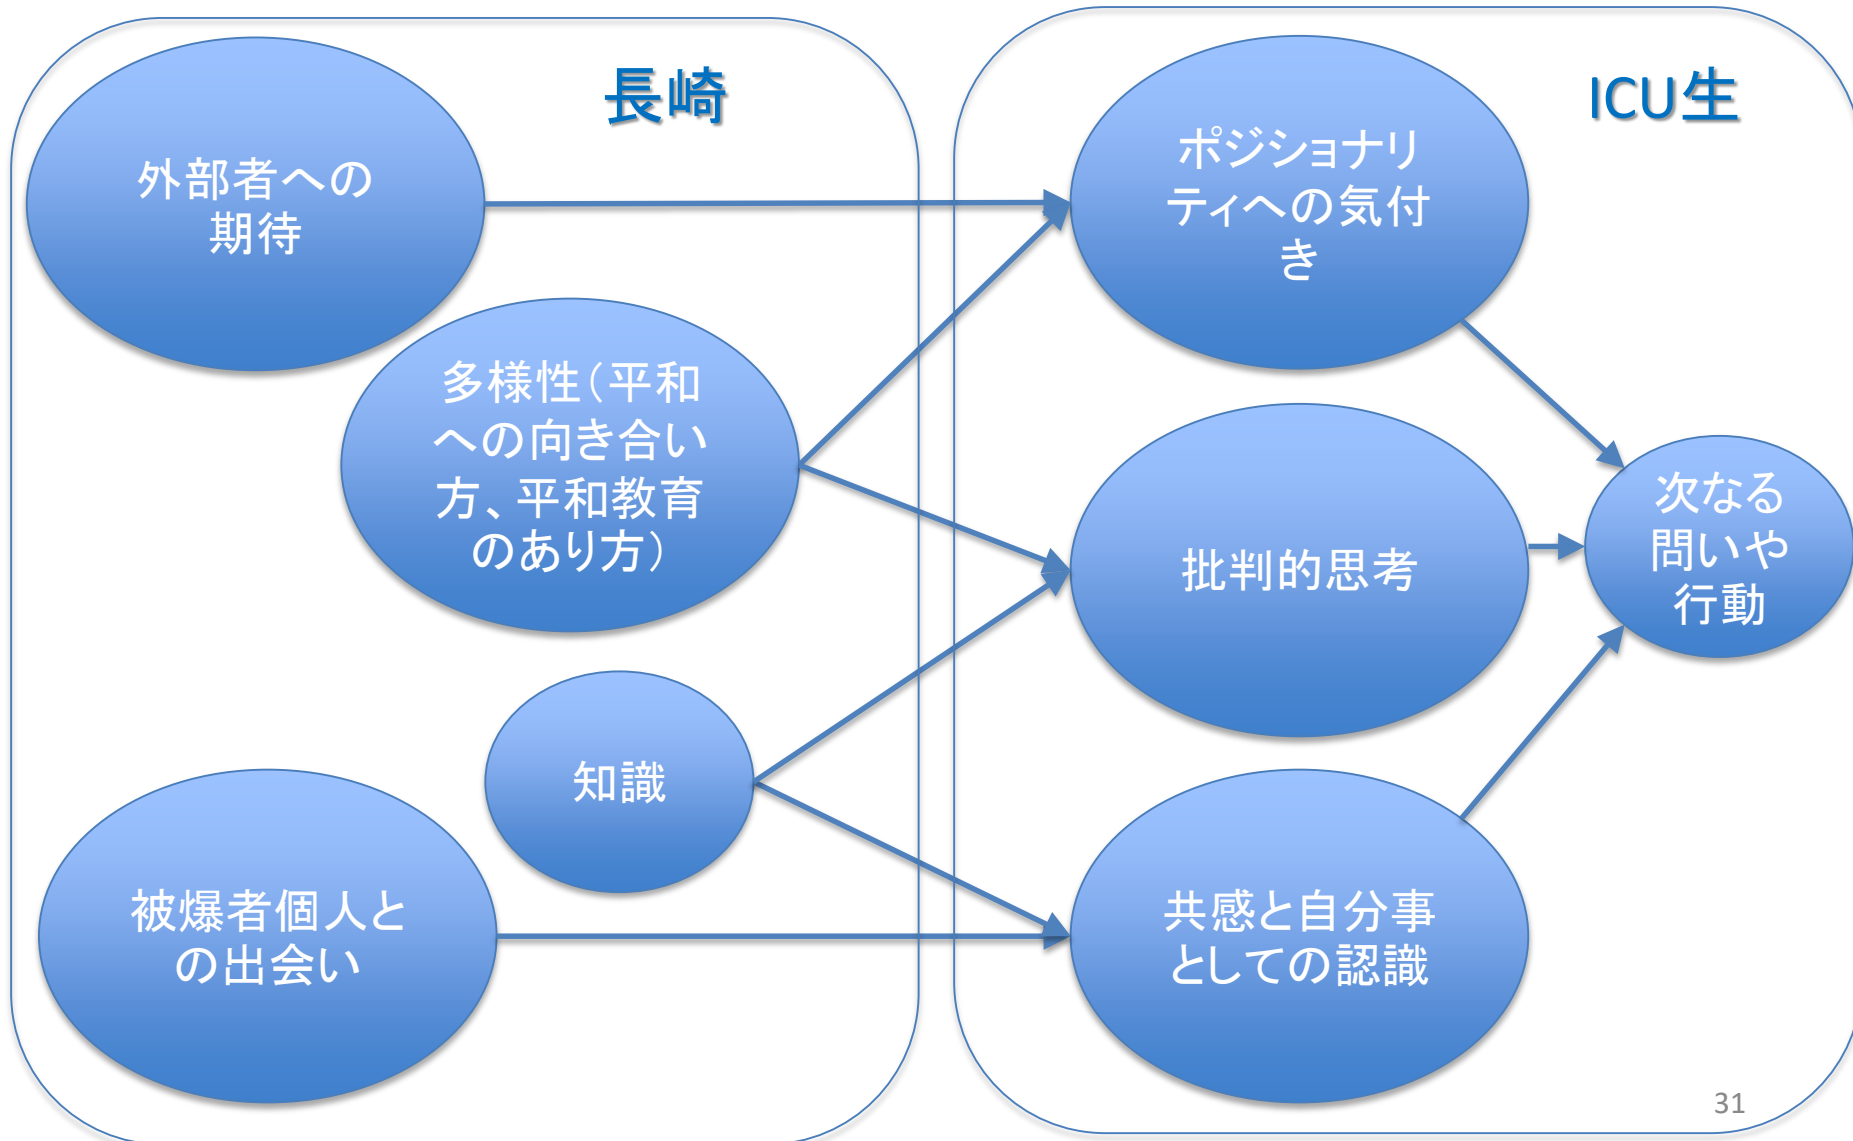 長崎
外部者への
期待
多様性（平和
への向き合い
方、平和教育
のあり方）
知識
被爆者個人と
の出会い
ICU生
ポジショナリ
ティへの気付
き
批判的思考
共感と自分事
としての認識
次なる
問いや
行動
31